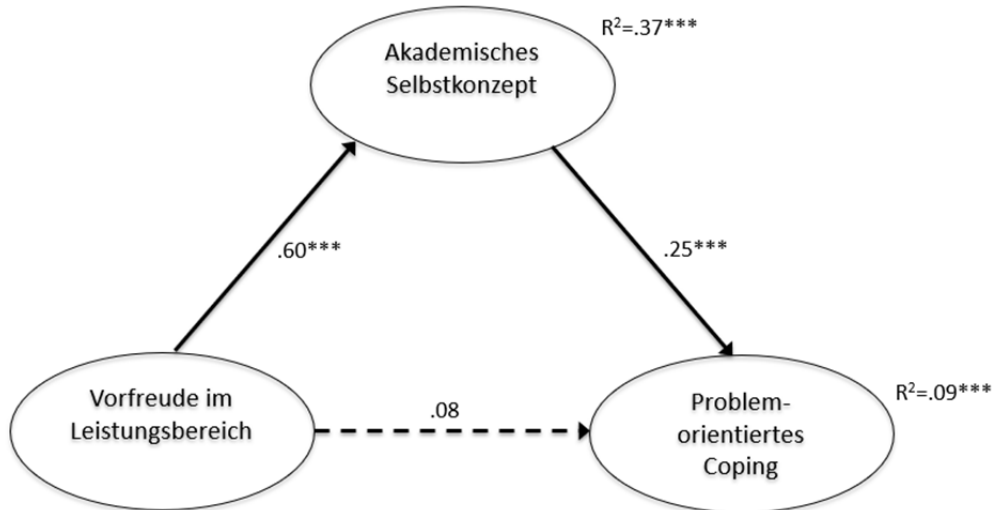 Akademisches
Selbstkonzept
R²=.37***
.60***
.25***
Vorfreude im
Leistungsbereich
.08
Problem-
orientiertes
Coping
R²=.09***